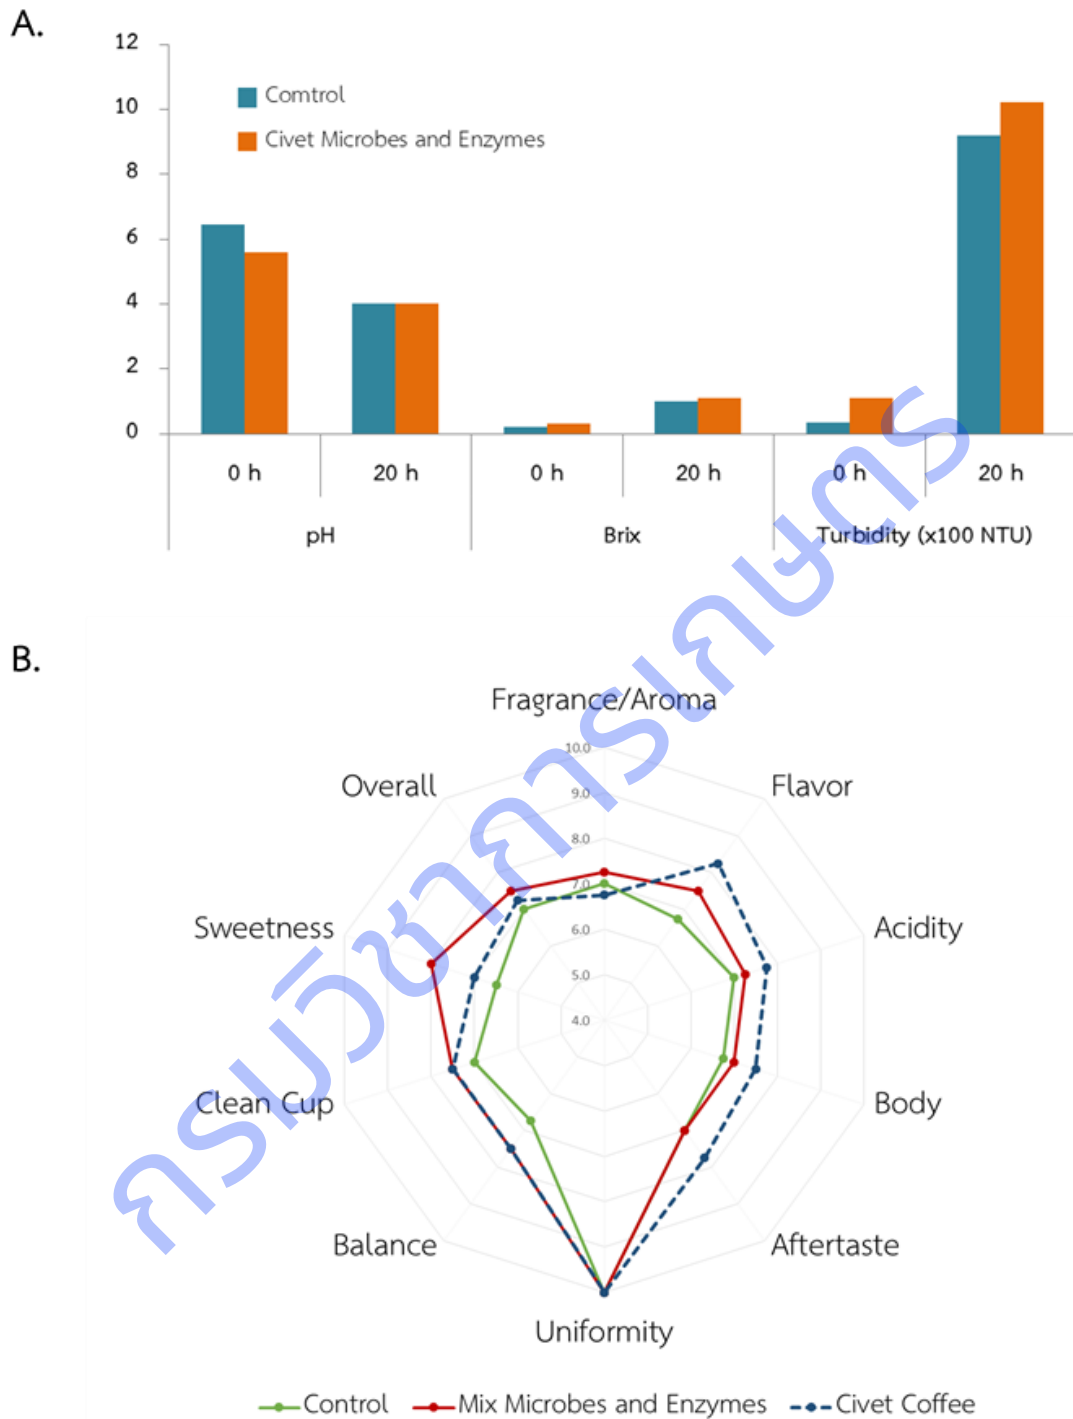 A.
12
10
8
6
4
2
0
Comtrol
Civet Microbes and Enzymes
0 h
20 h
0 h
20 h
0 h
20 h
pH
Brix
Turbidity (x100 NTU)
B.
Fragrance/Aroma
Flavor
Acidity
Body
Aftertaste
Uniformity
Balance
Clean Cup
Sweetness
Overall
10.0
9.0
8.0
7.0
6.0
5.0
4.0
Control
Mix Microbes and Enzymes
Civet Coffee
กรมวิชาการเกษตร